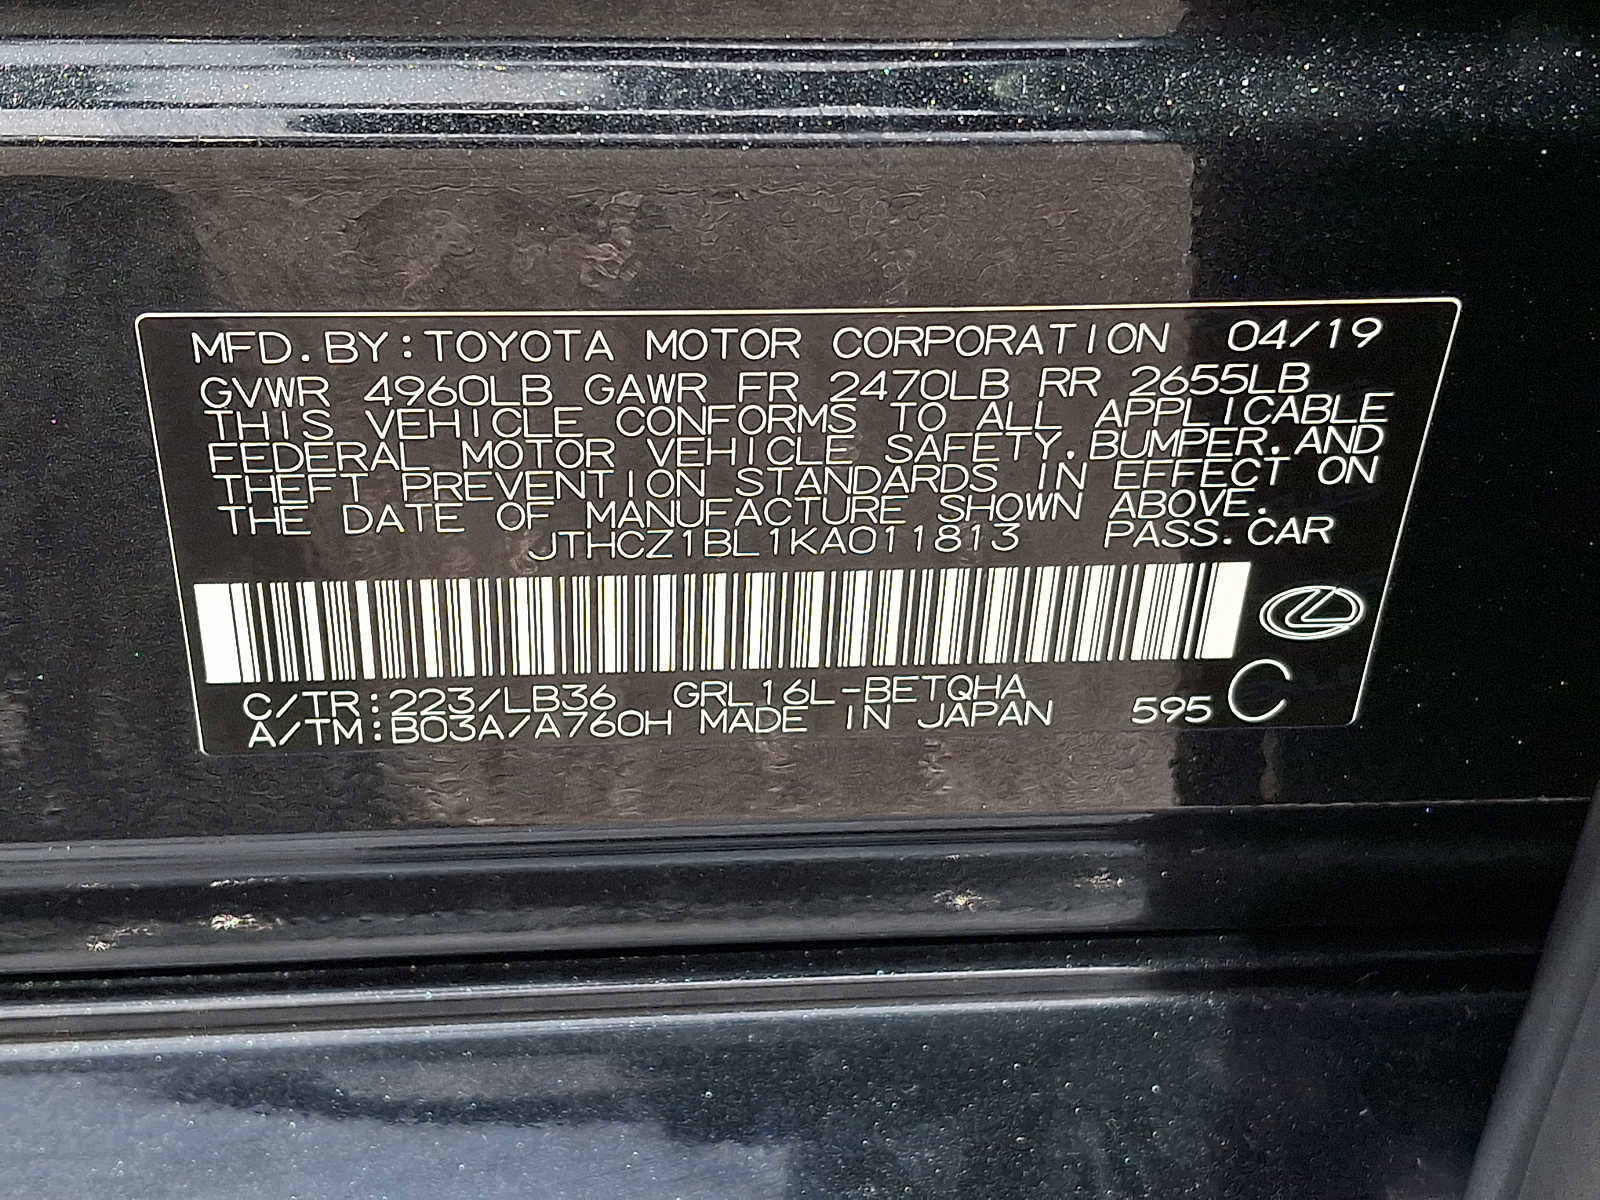 MFD.BY:TOYOTA MOTOR CORPORATION 04/19
GVWR 4960LB GAWR FR 2470LB RR 2655LB
THIS VEHICLE CONFORMS TO ALL APPLICABLE
FEDERAL MOTOR VEHICLE SAFETY.BUMPER.AND
THEFT PREVENTION STANDARDS IN EFFECT ON
THE DATE OF MANUFACTURE SHOWN ABOVE.
JTHCZ1BL1KA011813 PASS.CAR
C/TR:223/LB36 GRL16L-BETQHA
A/TM:B03A/A760H MADE IN JAPAN 595 C